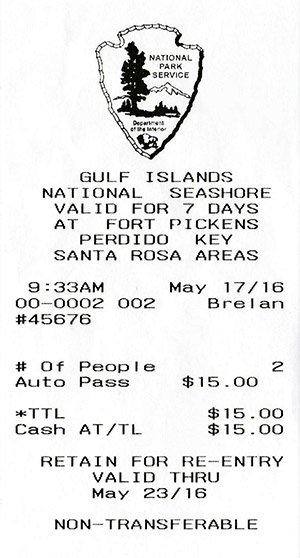 NATIONAL
PARK
SERVICE
Department
of the Interior
GULF ISLANDS
NATIONAL SEASHORE
VALID FOR 7 DAYS
AT FORT PICKENS
PERDIDO KEY
SANTA ROSA AREAS
9:33AM May 17/16
00-0002 002 Brelan
#45676
# Of People 2
Auto Pass $15.00
*TTL $15.00
Cash AT/TL $15.00
RETAIN FOR RE-ENTRY
VALID THRU
May 23/16
NON-TRANSFERABLE